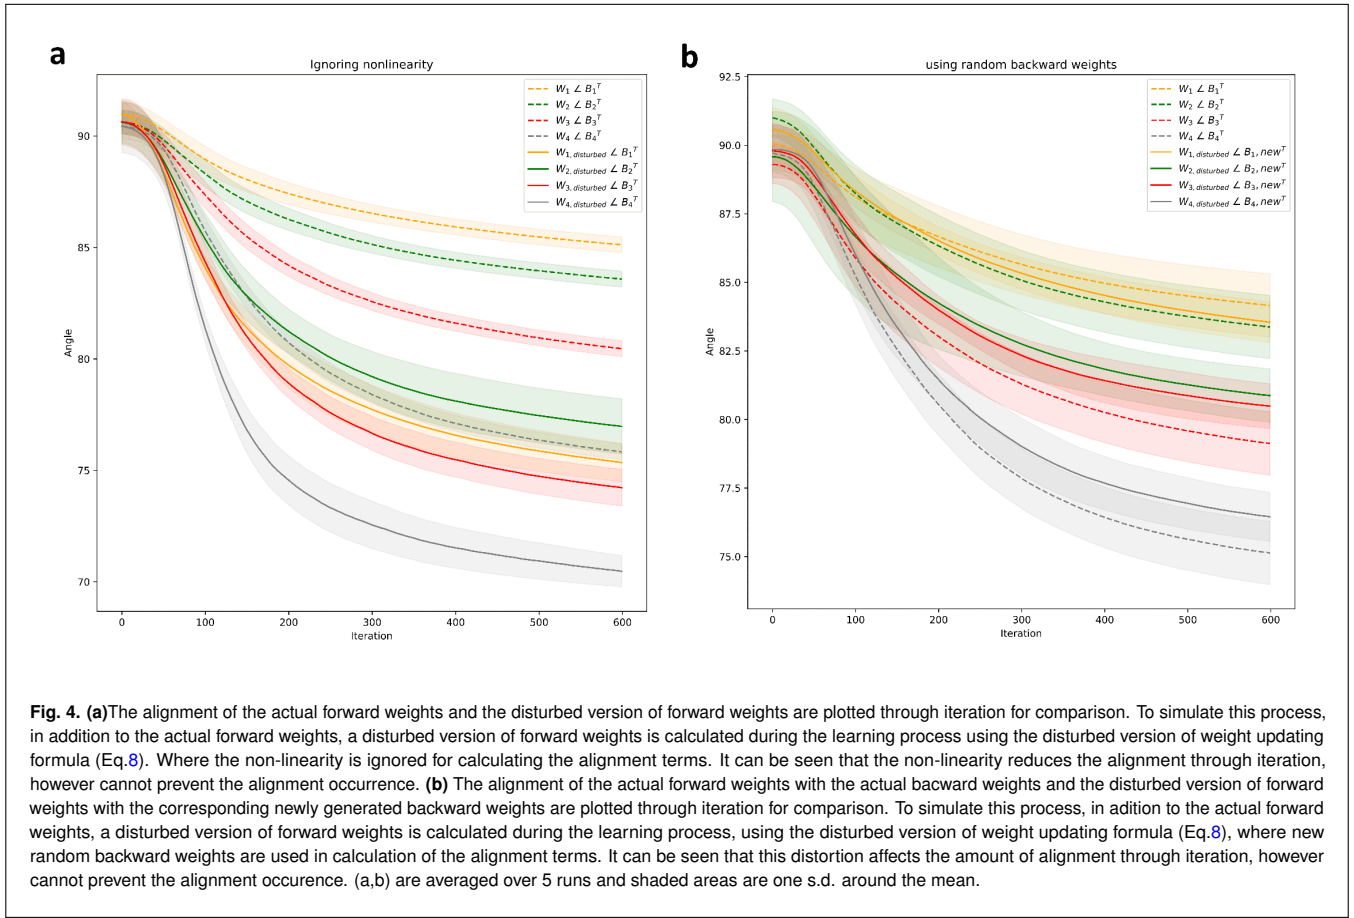 a
Ignoring nonlinearity
W₁ ∠ B₁ᵀ
W₂ ∠ B₂ᵀ
W₃ ∠ B₃ᵀ
W₄ ∠ B₄ᵀ
W₁,disturbed ∠ B₁ᵀ
W₂,disturbed ∠ B₂ᵀ
W₃,disturbed ∠ B₃ᵀ
W₄,disturbed ∠ B₄ᵀ
90
85
80
75
70
Angle
0 100 200 300 400 500 600
Iteration
b
using random backward weights
W₁ ∠ B₁ᵀ
W₂ ∠ B₂ᵀ
W₃ ∠ B₃ᵀ
W₄ ∠ B₄ᵀ
W₁,disturbed ∠ B₁, newᵀ
W₂,disturbed ∠ B₂, newᵀ
W₃,disturbed ∠ B₃, newᵀ
W₄,disturbed ∠ B₄, newᵀ
92.5
90.0
87.5
85.0
82.5
80.0
77.5
75.0
Angle
0 100 200 300 400 500 600
Iteration
Fig. 4. (a)The alignment of the actual forward weights and the disturbed version of forward weights are plotted through iteration for comparison. To simulate this process,
in addition to the actual forward weights, a disturbed version of forward weights is calculated during the learning process using the disturbed version of weight updating
formula (Eq.8). Where the non-linearity is ignored for calculating the alignment terms. It can be seen that the non-linearity reduces the alignment through iteration,
however cannot prevent the alignment occurrence. (b) The alignment of the actual forward weights with the actual bacward weights and the disturbed version of forward
weights with the corresponding newly generated backward weights are plotted through iteration for comparison. To simulate this process, in adition to the actual forward
weights, a disturbed version of forward weights is calculated during the learning process, using the disturbed version of weight updating formula (Eq.8), where new
random backward weights are used in calculation of the alignment terms. It can be seen that this distortion affects the amount of alignment through iteration, however
cannot prevent the alignment occurence. (a,b) are averaged over 5 runs and shaded areas are one s.d. around the mean.